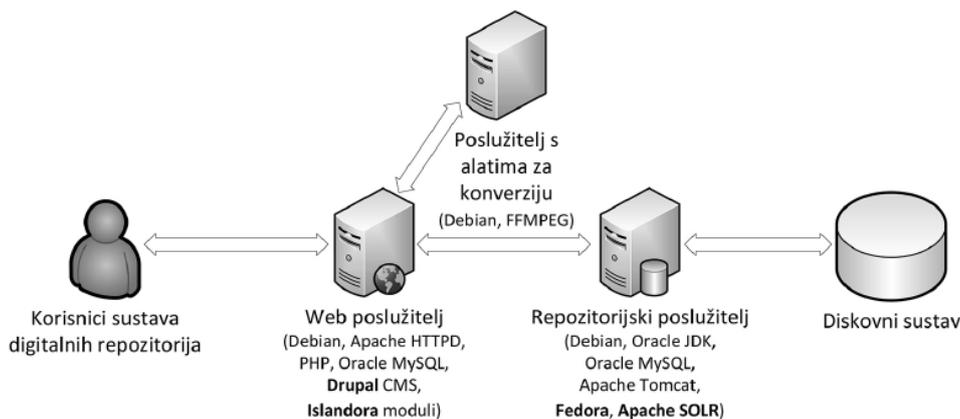 Poslužitelj s
alatima za
konverziju
(Debian, FFMPEG)
Korisnici sustava
digitalnih repozitorija
Web poslužitelj
(Debian, Apache HTTPD,
PHP, Oracle MySQL,
Drupal CMS,
Islandora moduli)
Repozitorijski poslužitelj
(Debian, Oracle JDK,
Oracle MySQL,
Apache Tomcat,
Fedora, Apache SOLR)
Diskovni sustav